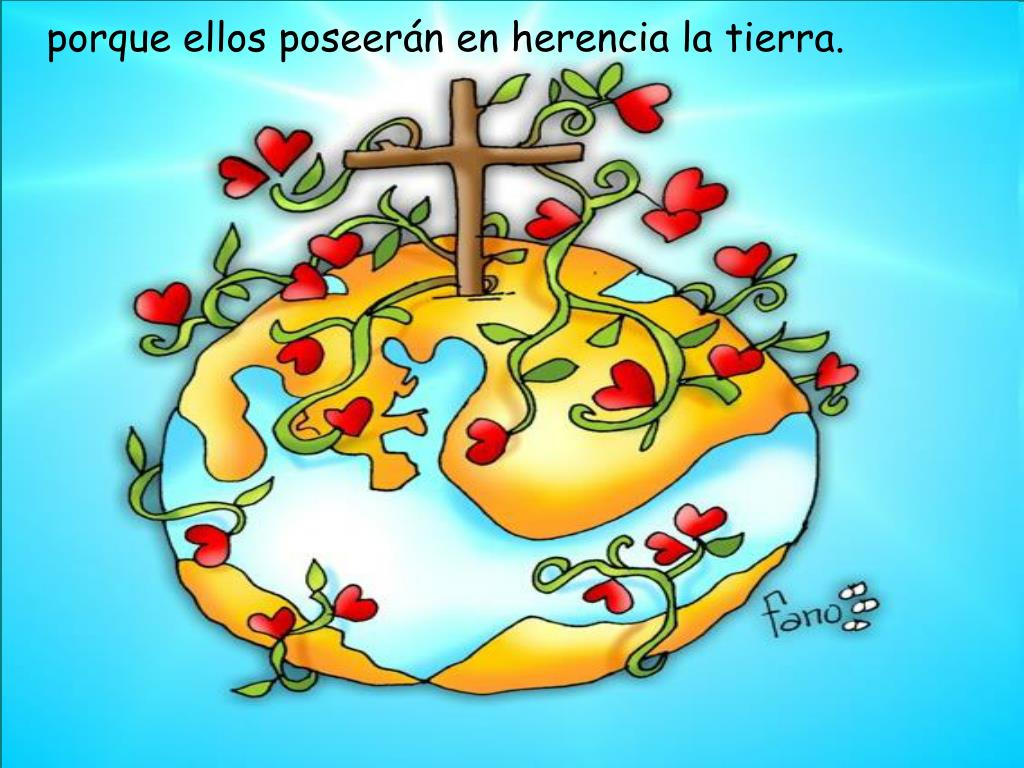 porque ellos poseerán en herencia la tierra.
fano